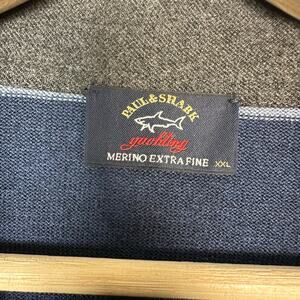 PAUL & SHARK
yachting
MERINO EXTRA FINE XXL